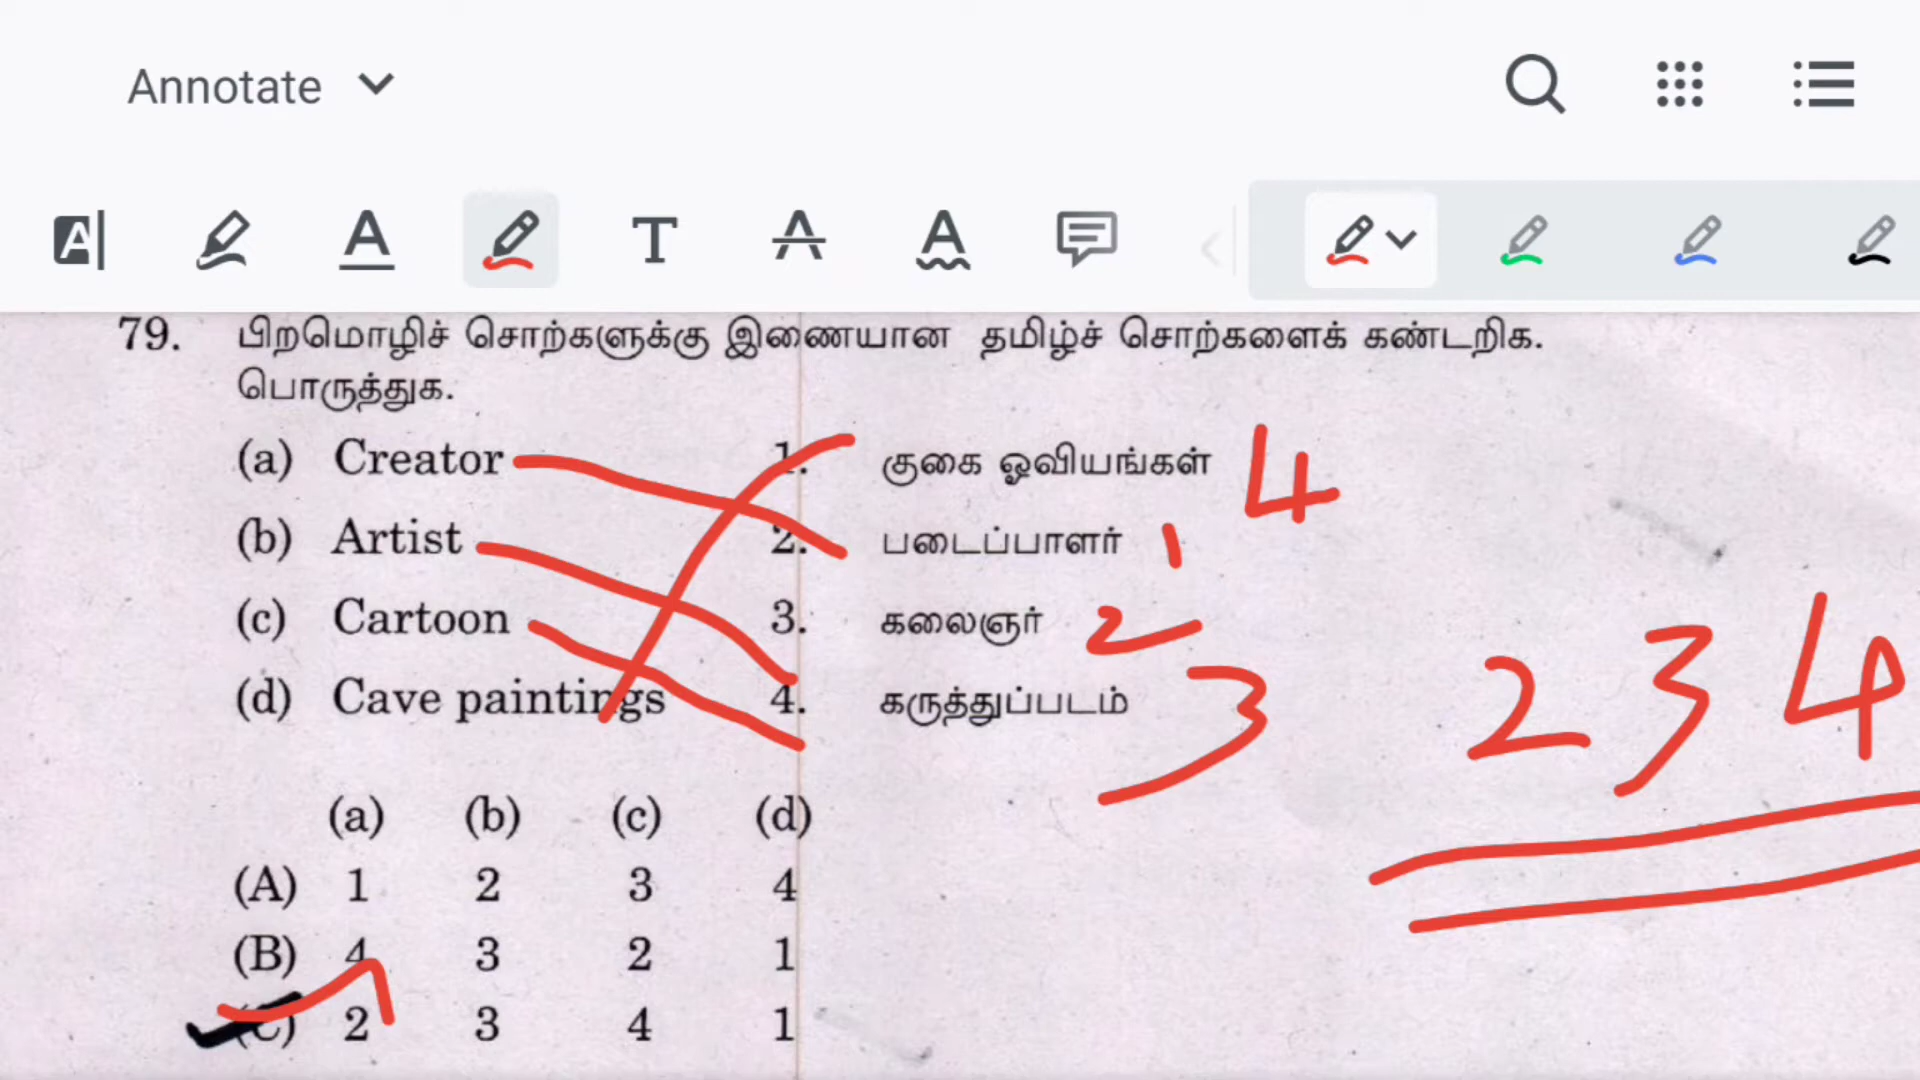 Annotate
79. பிறமொழிச் சொற்களுக்கு இணையான தமிழ்ச் சொற்களைக் கண்டறிக.
பொருத்துக.
(a) Creator 1. குகை ஓவியங்கள் 4
(b) Artist 2. படைப்பாளர் 1
(c) Cartoon 3. கலைஞர் 2
(d) Cave paintings 4. கருத்துப்படம் 3
2 3 4
(a) (b) (c) (d)
(A) 1 2 3 4
(B) 4 3 2 1
(C) 2 3 4 1